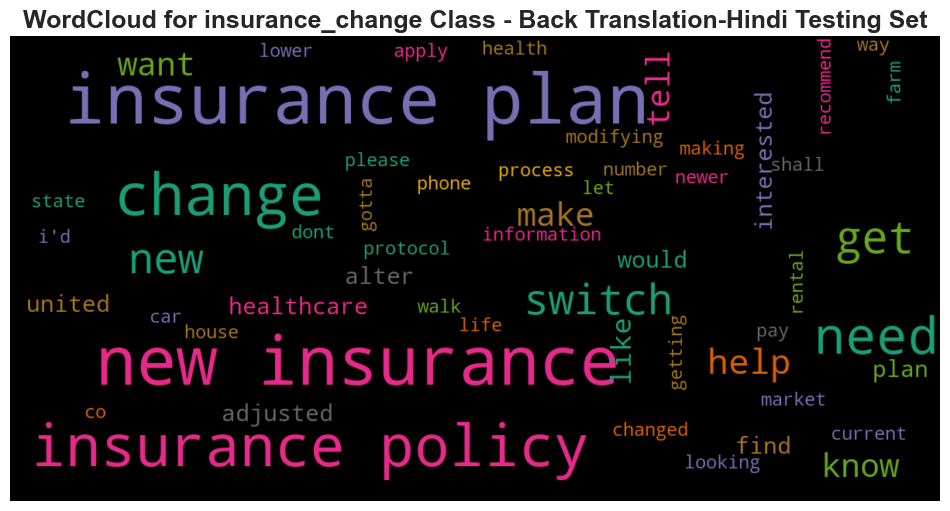 WordCloud for insurance_change Class - Back Translation-Hindi Testing Set
lower apply health way
want
insurance plan tell recommend farm
modifying
making interested
please process number shall
change phone let newer
state gotta make
i'd dont information get
new protocol would
alter rental
united healthcare walk switch
car life like getting pay need
house
new insurance help plan
market
co adjusted changed current
insurance policy find
looking know